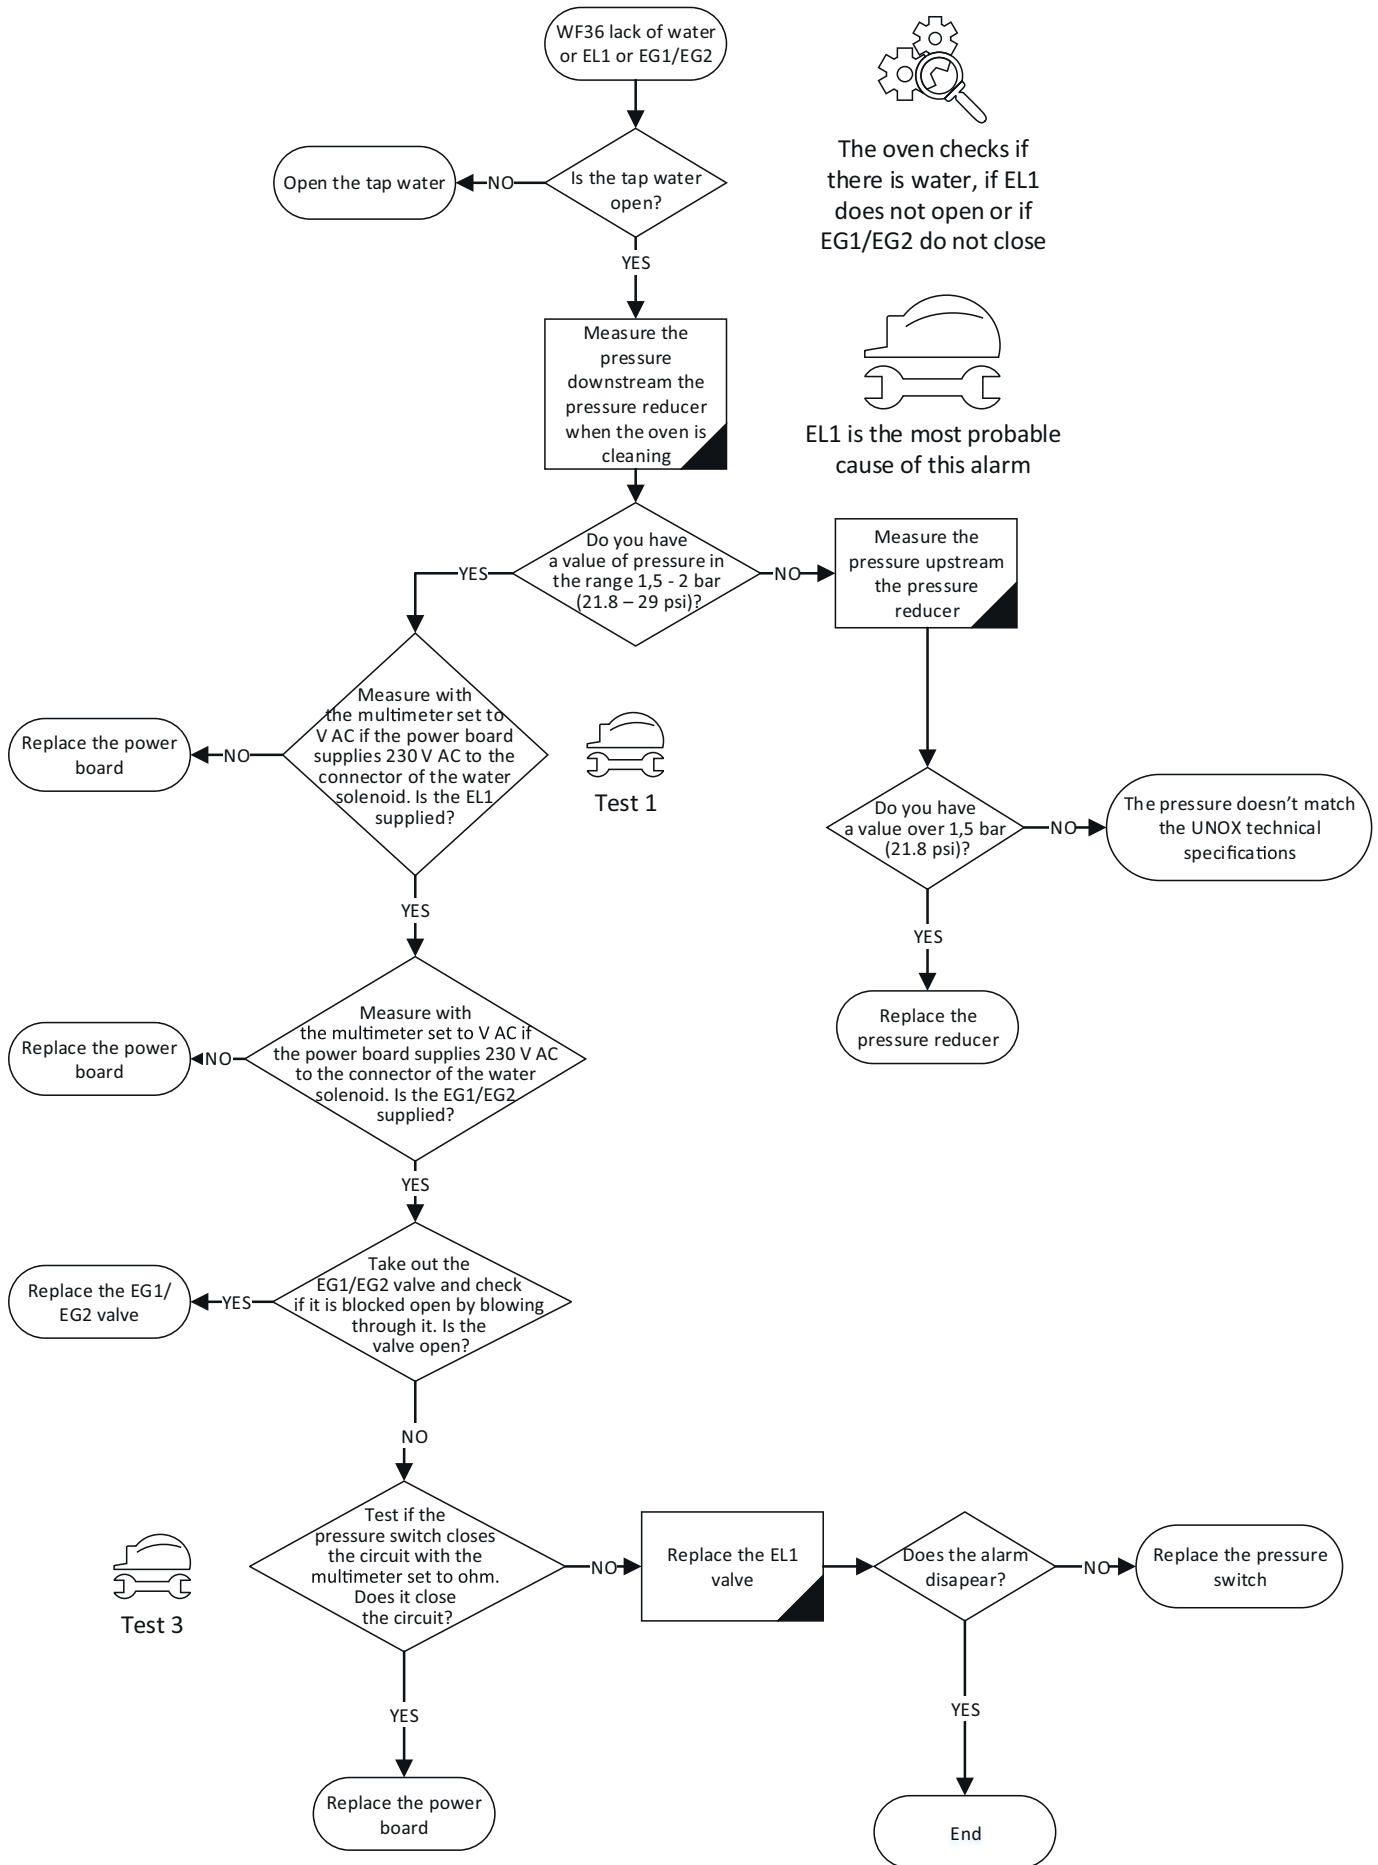 WF36 lack of water
or EL1 or EG1/EG2
The oven checks if
there is water, if EL1
does not open or if
EG1/EG2 do not close
Open the tap water
NO
Is the tap water
open?
YES
Measure the
pressure
downstream the
pressure reducer
when the oven is
cleaning
EL1 is the most probable
cause of this alarm
YES
Do you have
a value of pressure in
the range 1,5 - 2 bar
(21.8 – 29 psi)?
NO
Measure the
pressure upstream
the pressure
reducer
Replace the power
board
NO
Measure with
the multimeter set to
V AC if the power board
supplies 230 V AC to the
connector of the water
solenoid. Is the EL1
supplied?
Test 1
Do you have
a value over 1,5 bar
(21.8 psi)?
NO
The pressure doesn't match
the UNOX technical
specifications
YES
YES
Replace the
pressure reducer
Replace the power
board
NO
Measure with
the multimeter set to V AC if
the power board supplies 230 V AC
to the connector of the water
solenoid. Is the EG1/EG2
supplied?
YES
Replace the EG1/
EG2 valve
YES
Take out the
EG1/EG2 valve and check
if it is blocked open by blowing
through it. Is the
valve open?
NO
Test 3
Test if the
pressure switch closes
the circuit with the
multimeter set to ohm.
Does it close
the circuit?
NO
Replace the EL1
valve
Does the alarm
disapear?
NO
Replace the pressure
switch
YES
YES
Replace the power
board
End